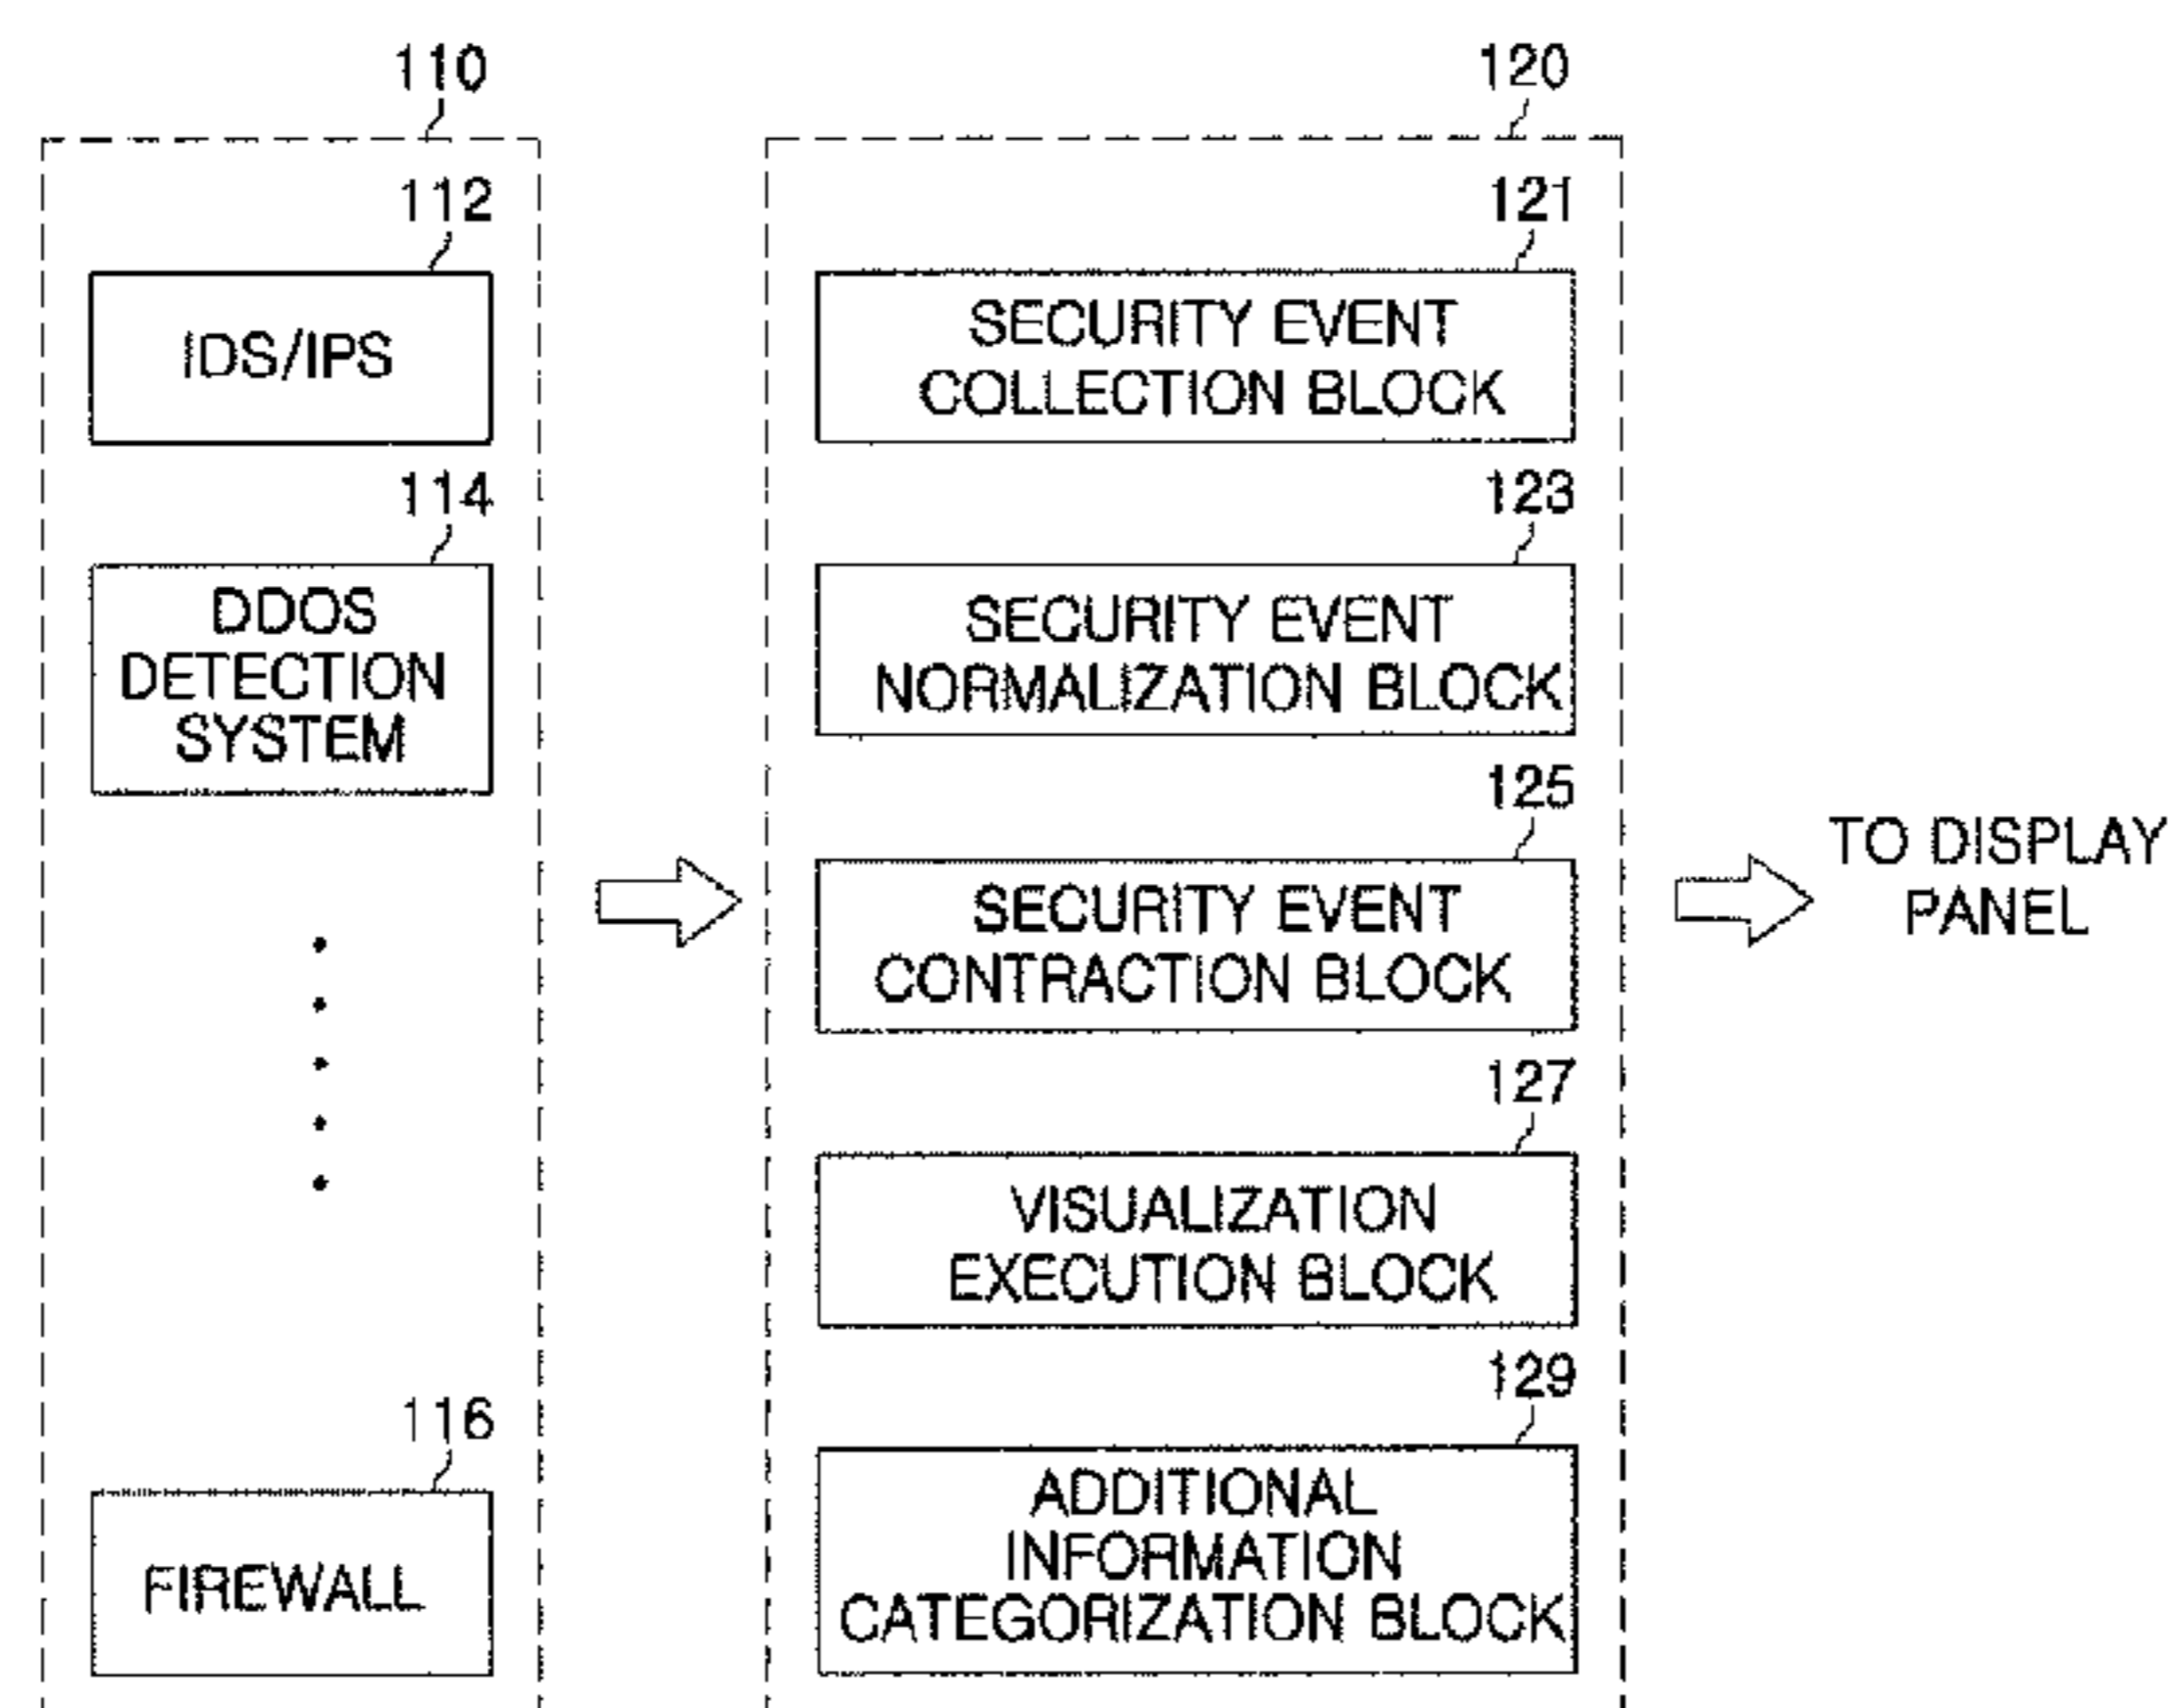 110
112
IDS/IPS
114
DDOS
DETECTION
SYSTEM
116
FIREWALL
120
121
SECURITY EVENT
COLLECTION BLOCK
123
SECURITY EVENT
NORMALIZATION BLOCK
125
SECURITY EVENT
CONTRACTION BLOCK
127
VISUALIZATION
EXECUTION BLOCK
129
ADDITIONAL
INFORMATION
CATEGORIZATION BLOCK
TO DISPLAY
PANEL